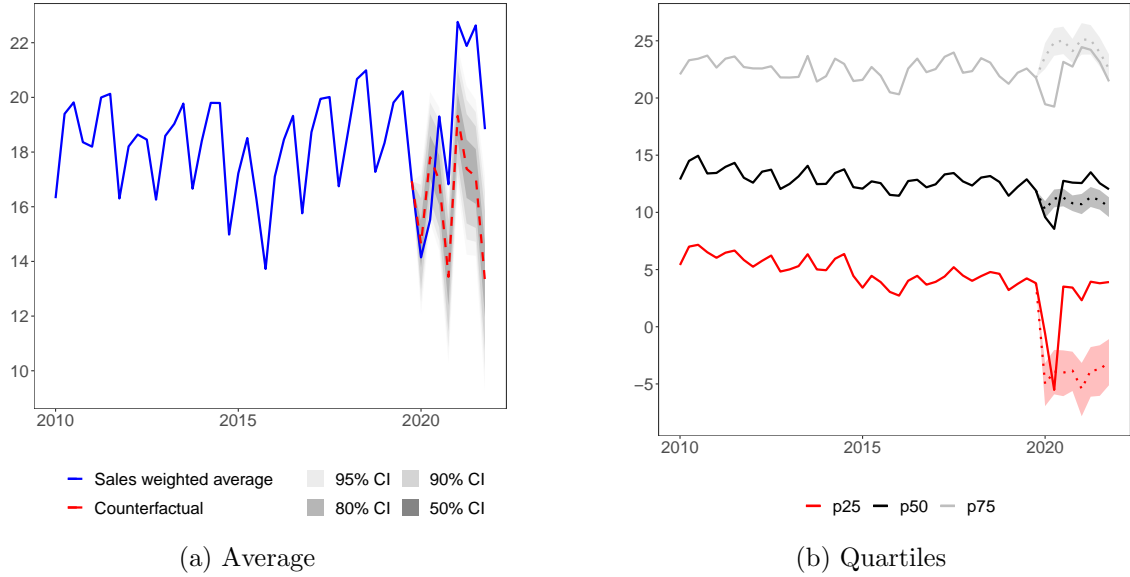 22
20
18
16
14
12
10
2010 2015 2020
Sales weighted average
Counterfactual
95% CI 90% CI
80% CI 50% CI
(a) Average
25
20
15
10
5
0
−5
2010 2015 2020
p25 p50 p75
(b) Quartiles